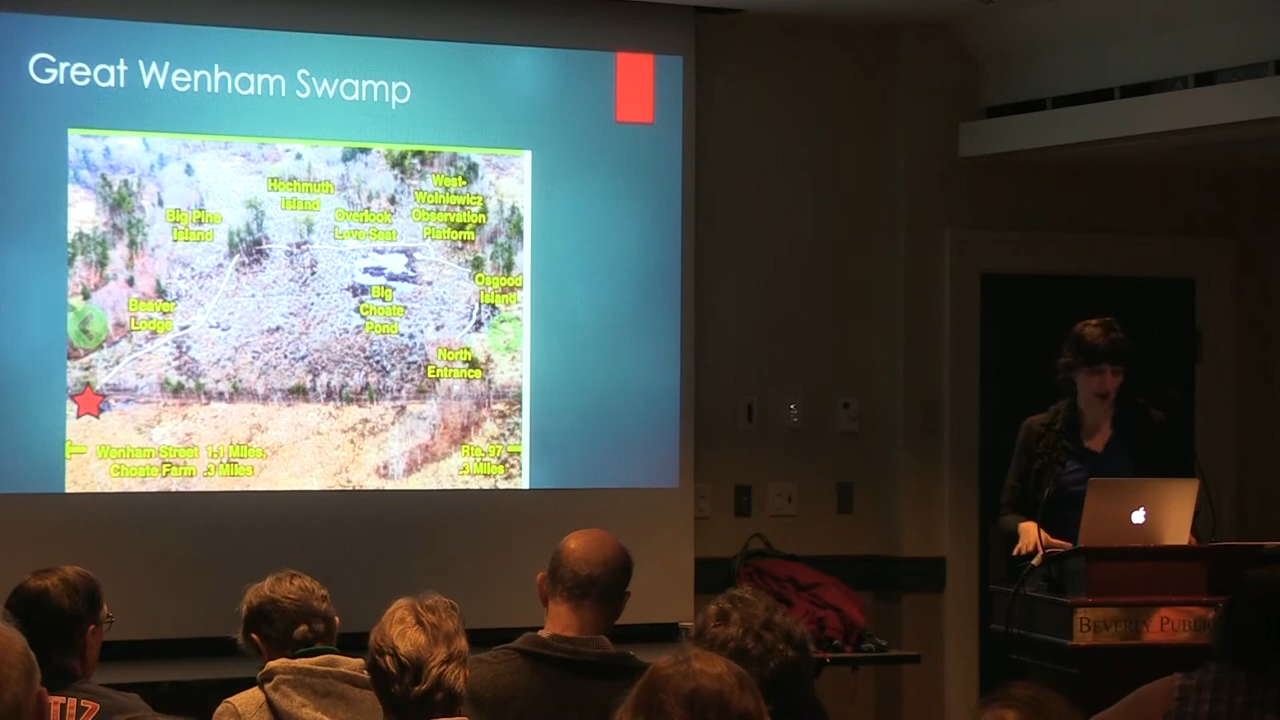 Great Wenham Swamp
Hochmuth
Island
West-
Wolniewicz
Observation
Platform
Big Pine
Island
Overlook
Love Seat
Osgood
Island
Beaver
Lodge
Big
Choate
Pond
North
Entrance
Wenham Street 1.1 Miles,
Choate Farm .3 Miles
Rte. 97
.3 Miles
BEVERLY PUBLIC
TIZ